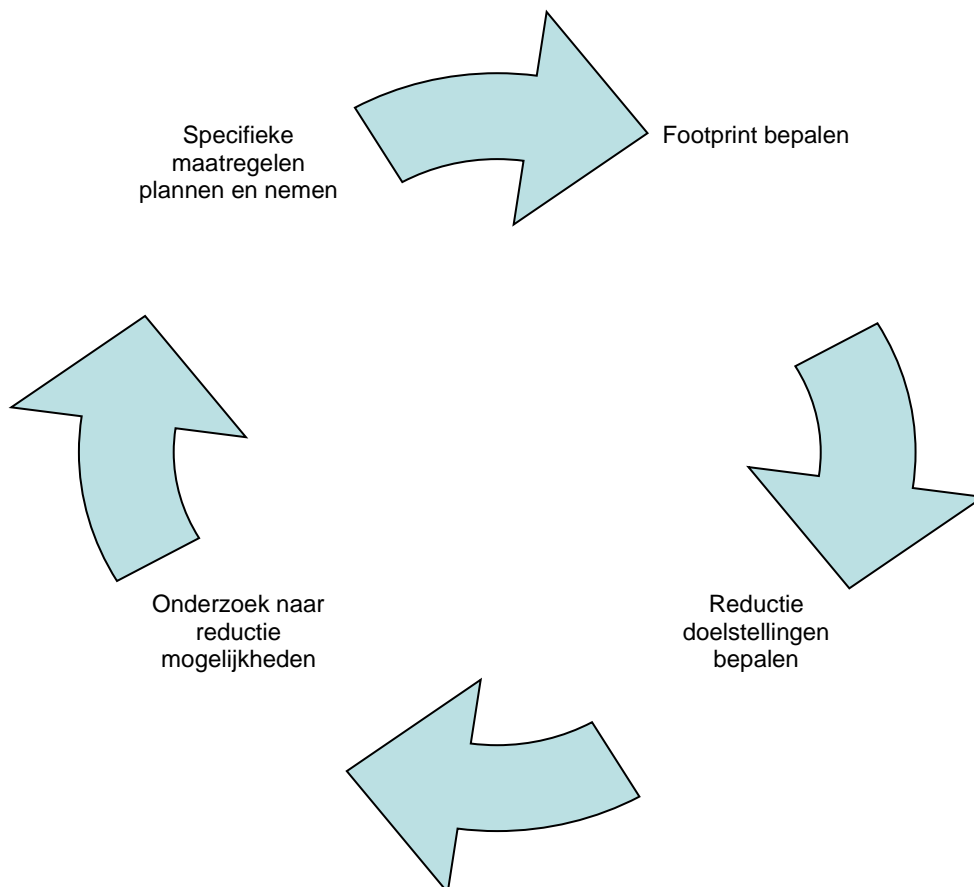 Specifieke
maatregelen
plannen en nemen
Footprint bepalen
Onderzoek naar
reductie
mogelijkheden
Reductie
doelstellingen
bepalen